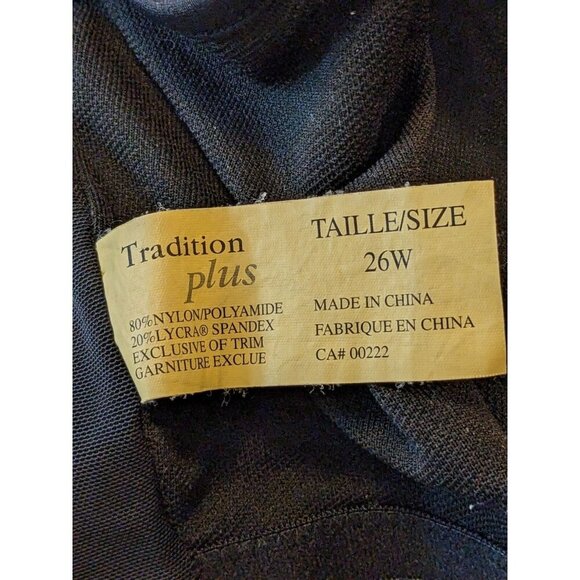 Tradition
plus
80%NYLON/POLYAMIDE
20%LYCRA® SPANDEX
EXCLUSIVE OF TRIM
GARNITURE EXCLUE
TAILLE/SIZE
26W
MADE IN CHINA
FABRIQUE EN CHINA
CA# 00222